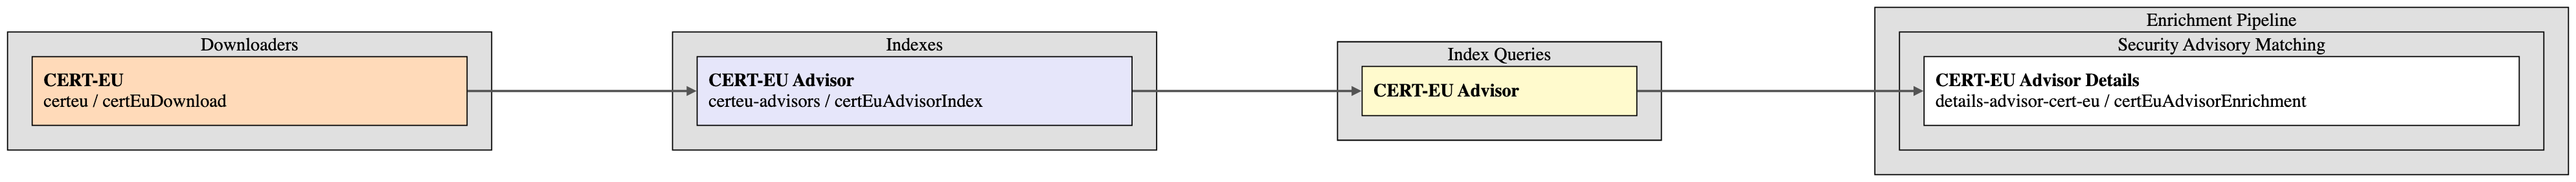 Downloaders
CERT-EU
certeu / certEuDownload
Indexes
CERT-EU Advisor
certeu-advisors / certEuAdvisorIndex
Index Queries
CERT-EU Advisor
Enrichment Pipeline
Security Advisory Matching
CERT-EU Advisor Details
details-advisor-cert-eu / certEuAdvisorEnrichment